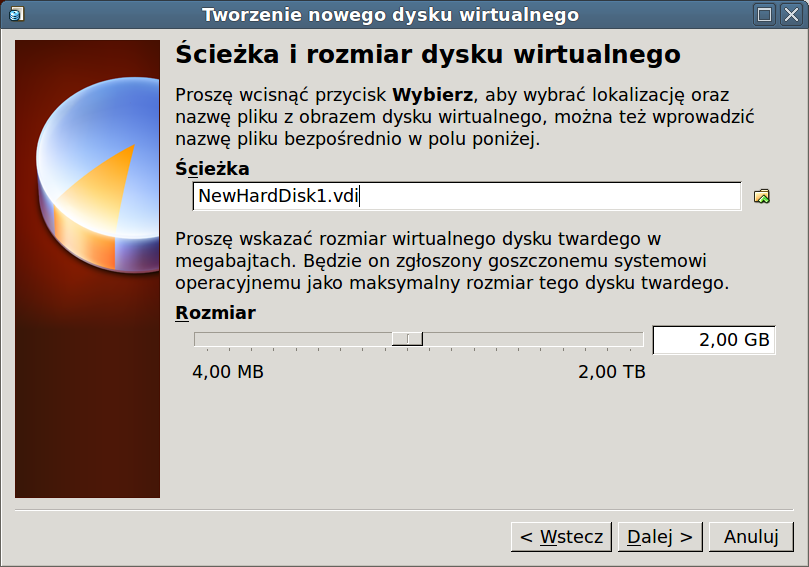 Tworzenie nowego dysku wirtualnego
Ścieżka i rozmiar dysku wirtualnego
Proszę wcisnąć przycisk Wybierz, aby wybrać lokalizację oraz
nazwę pliku z obrazem dysku wirtualnego, można też wprowadzić
nazwę pliku bezpośrednio w polu poniżej.
Ścieżka
NewHardDisk1.vdi
Proszę wskazać rozmiar wirtualnego dysku twardego w
megabajtach. Będzie on zgłoszony goszczonemu systemowi
operacyjnemu jako maksymalny rozmiar tego dysku twardego.
Rozmiar
2,00 GB
4,00 MB 2,00 TB
< Wstecz Dalej > Anuluj